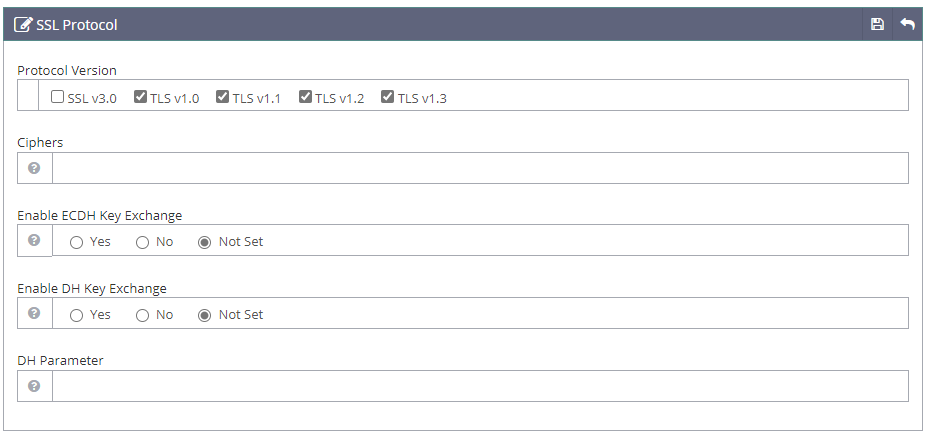 SSL Protocol
Protocol Version
SSL v3.0 TLS v1.0 TLS v1.1 TLS v1.2 TLS v1.3
Ciphers
Enable ECDH Key Exchange
Yes No Not Set
Enable DH Key Exchange
Yes No Not Set
DH Parameter